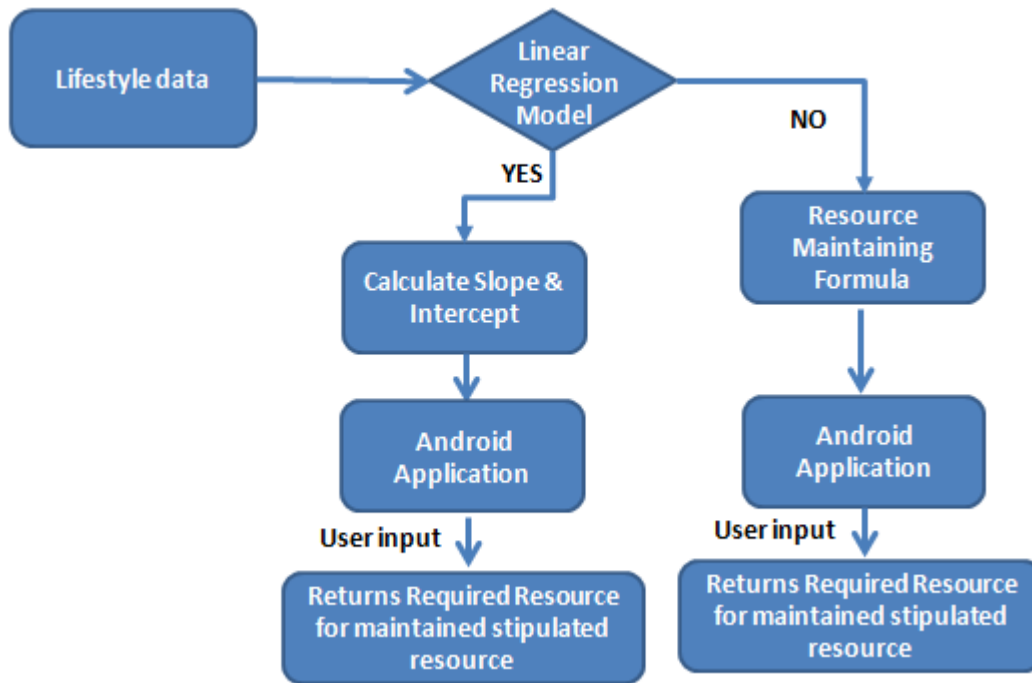 Lifestyle data
Linear
Regression
Model
YES
NO
Calculate Slope &
Intercept
Resource
Maintaining
Formula
Android
Application
Android
Application
User input
User input
Returns Required Resource
for maintained stipulated
resource
Returns Required Resource
for maintained stipulated
resource